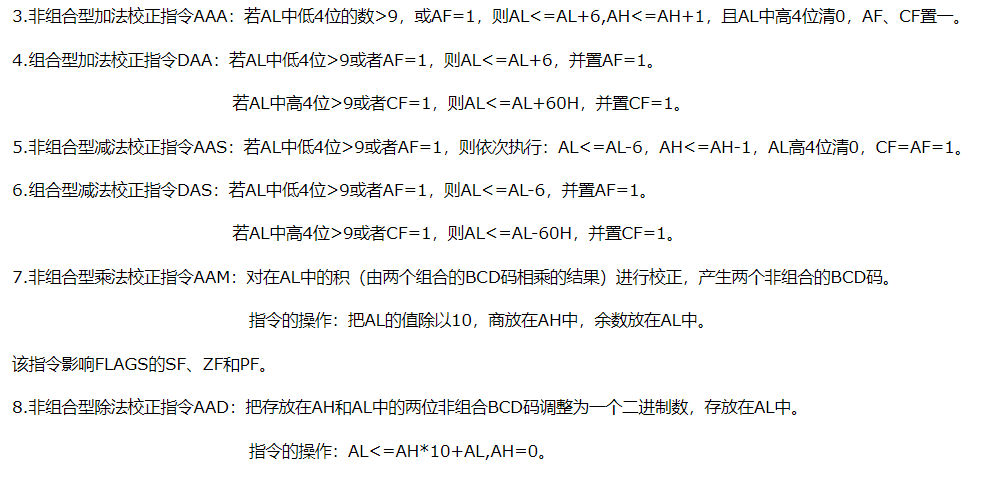 3.非组合型加法校正指令AAA：若AL中低4位的数>9，或AF=1，则AL<=AL+6,AH<=AH+1，且AL中高4位清0，AF、CF置一。
4.组合型加法校正指令DAA：若AL中低4位>9或者AF=1，则AL<=AL+6，并置AF=1。
若AL中高4位>9或者CF=1，则AL<=AL+60H，并置CF=1。
5.非组合型减法校正指令AAS：若AL中低4位>9或者AF=1，则依次执行：AL<=AL-6，AH<=AH-1，AL高4位清0，CF=AF=1。
6.组合型减法校正指令DAS：若AL中低4位>9或者AF=1，则AL<=AL-6，并置AF=1。
若AL中高4位>9或者CF=1，则AL<=AL-60H，并置CF=1。
7.非组合型乘法校正指令AAM：对在AL中的积（由两个组合的BCD码相乘的结果）进行校正，产生两个非组合的BCD码。
指令的操作：把AL的值除以10，商放在AH中，余数放在AL中。
该指令影响FLAGS的SF、ZF和PF。
8.非组合型除法校正指令AAD：把存放在AH和AL中的两位非组合BCD码调整为一个二进制数，存放在AL中。
指令的操作：AL<=AH*10+AL,AH=0。